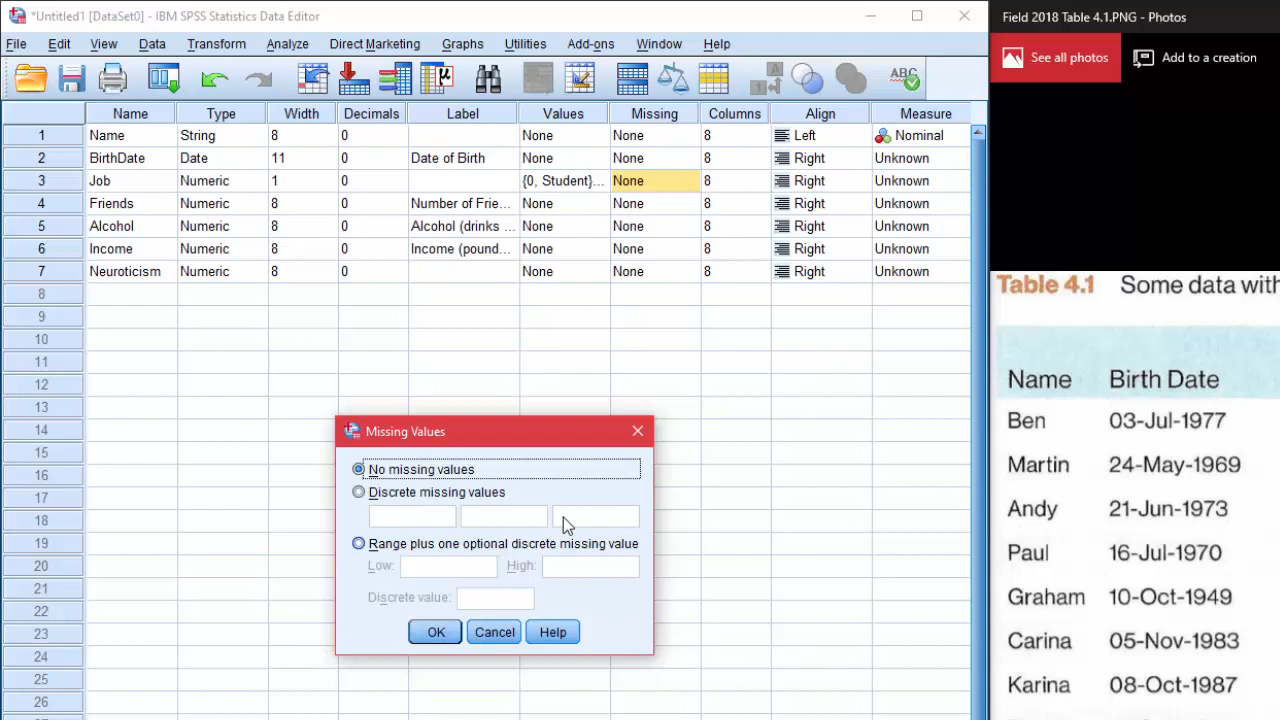 *Untitled1 [DataSet0] - IBM SPSS Statistics Data Editor
File Edit View Data Transform Analyze Direct Marketing Graphs Utilities Add-ons Window Help
Name Type Width Decimals Label Values Missing Columns Align Measure
1 Name String 8 0 None None 8 Left Nominal
2 BirthDate Date 11 0 Date of Birth None None 8 Right Unknown
3 Job Numeric 1 0 {0, Student}... None 8 Right Unknown
4 Friends Numeric 8 0 Number of Frie... None None 8 Right Unknown
5 Alcohol Numeric 8 0 Alcohol (drinks ... None None 8 Right Unknown
6 Income Numeric 8 0 Income (pound... None None 8 Right Unknown
7 Neuroticism Numeric 8 0 None None 8 Right Unknown
8
9
10
11
12
13
14
15
16
17
18
19
20
21
22
23
24
25
26
Missing Values
No missing values
Discrete missing values
Range plus one optional discrete missing value
Low: High:
Discrete value:
OK Cancel Help
Field 2018 Table 4.1.PNG - Photos
See all photos Add to a creation
Table 4.1 Some data with
Name Birth Date
Ben 03-Jul-1977
Martin 24-May-1969
Andy 21-Jun-1973
Paul 16-Jul-1970
Graham 10-Oct-1949
Carina 05-Nov-1983
Karina 08-Oct-1987